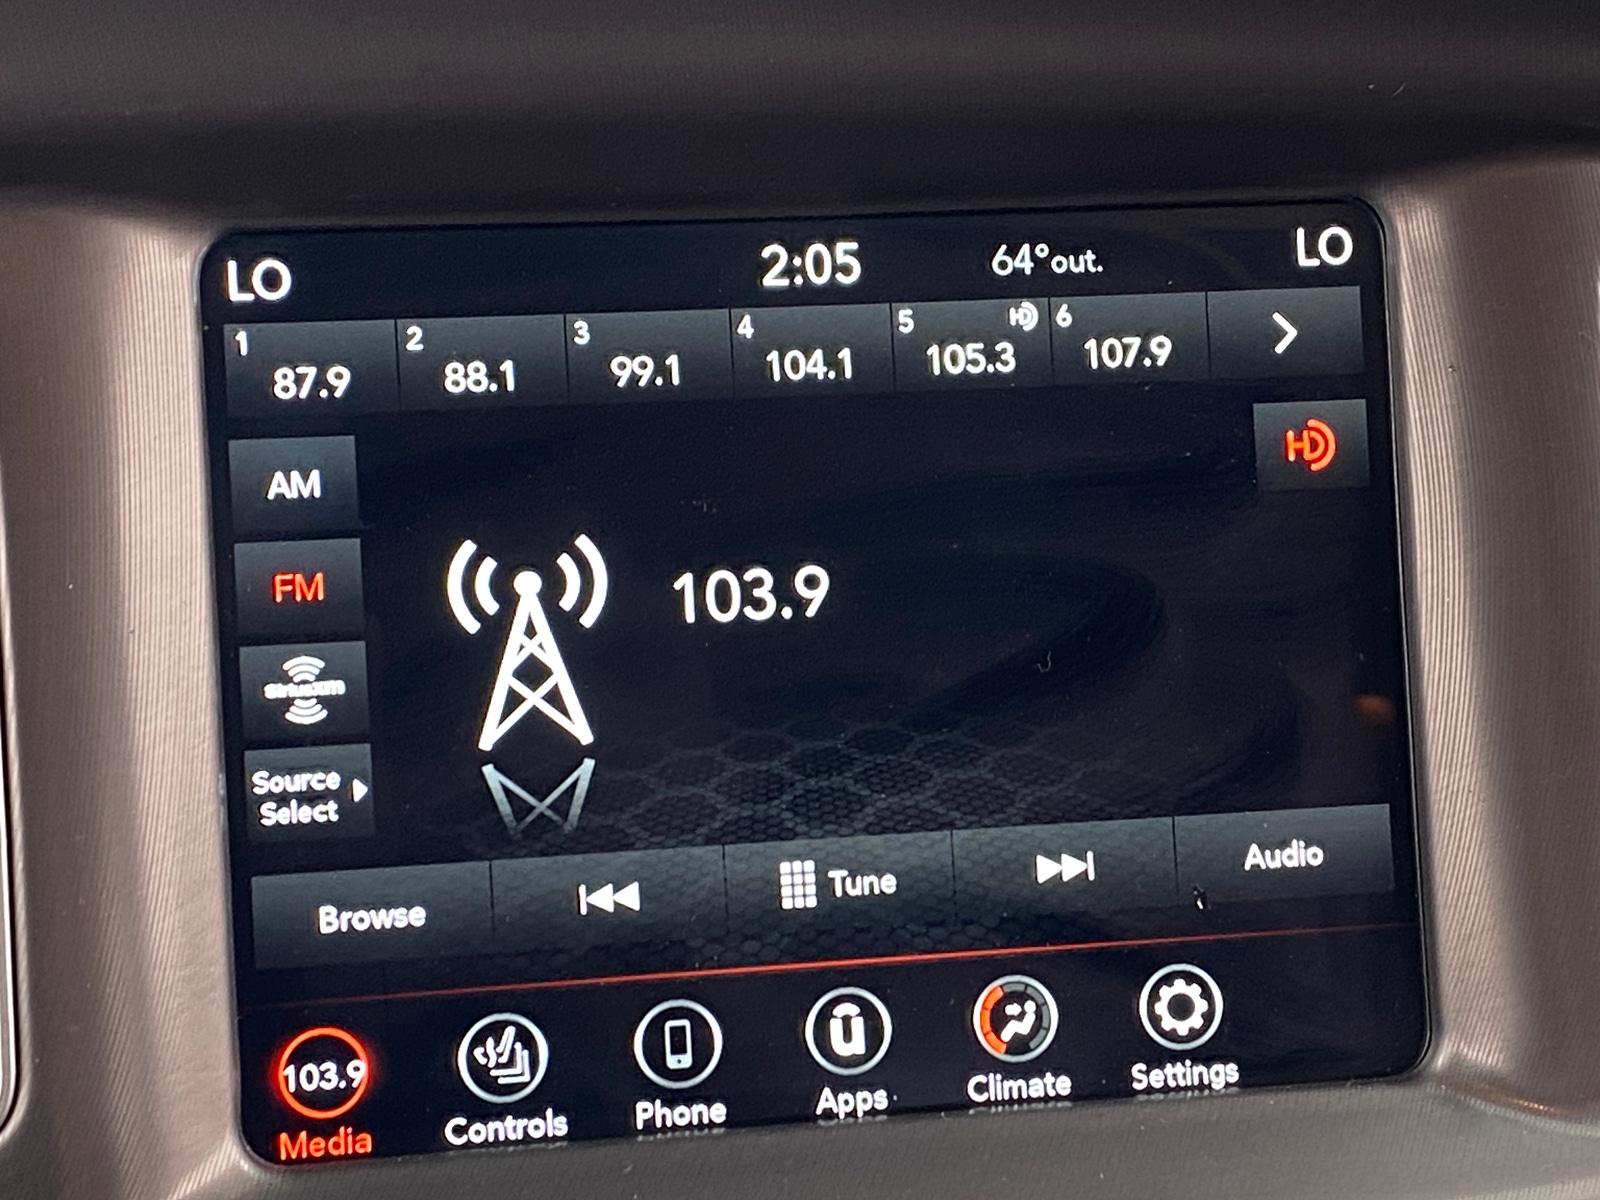 LO 2:05 64°out. LO
1 2 3 4 5 HD 6
87.9 88.1 99.1 104.1 105.3 107.9
HD
AM
FM
103.9
siriusxm
Source
Select
Browse Tune Audio
103.9 u
Media Controls Phone Apps Climate Settings